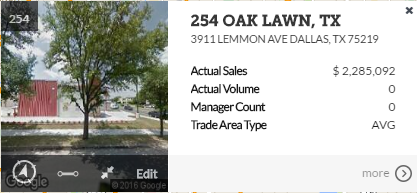 254
254 OAK LAWN, TX
3911 LEMMON AVE DALLAS, TX 75219
Actual Sales $ 2,285,092
Actual Volume 0
Manager Count 0
Trade Area Type AVG
Edit
Google © 2016 Google
more